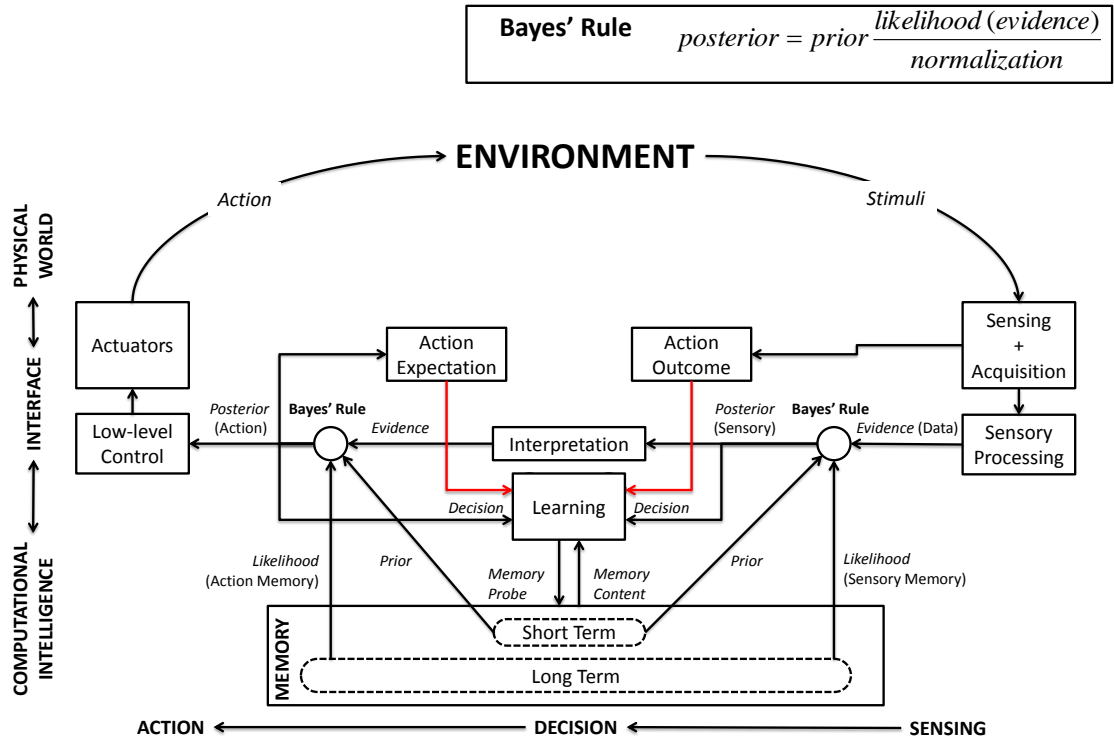 Bayes' Rule
posterior = prior likelihood (evidence) / normalization
ENVIRONMENT
Action
Stimuli
PHYSICAL
WORLD
INTERFACE
COMPUTATIONAL
INTELLIGENCE
Actuators
Action
Expectation
Action
Outcome
Sensing
+
Acquisition
Low-level
Control
Posterior
(Action)
Bayes' Rule
Evidence
Interpretation
Posterior
(Sensory)
Bayes' Rule
Evidence (Data)
Sensory
Processing
Decision
Learning
Decision
Likelihood
(Action Memory)
Prior
Memory
Probe
Memory
Content
Prior
Likelihood
(Sensory Memory)
MEMORY
Short Term
Long Term
ACTION
DECISION
SENSING